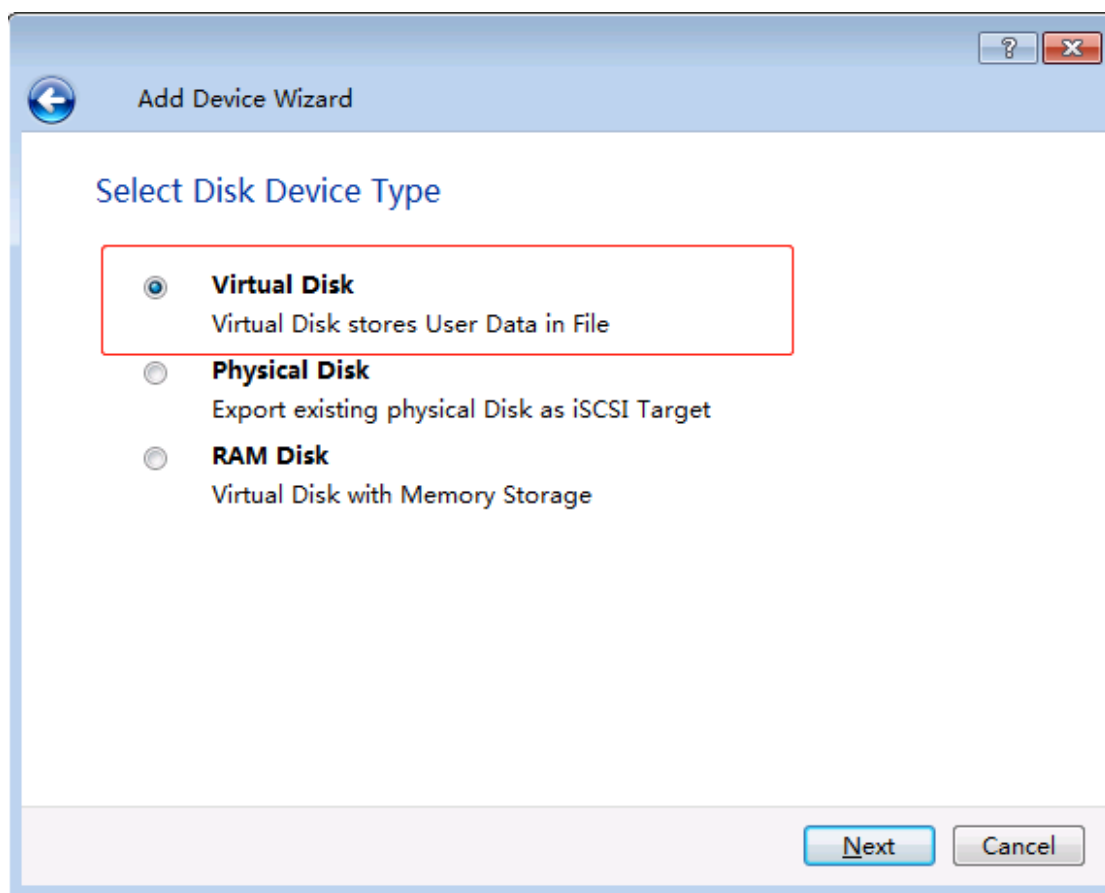 Add Device Wizard
Select Disk Device Type
Virtual Disk
Virtual Disk stores User Data in File
Physical Disk
Export existing physical Disk as iSCSI Target
RAM Disk
Virtual Disk with Memory Storage
Next Cancel